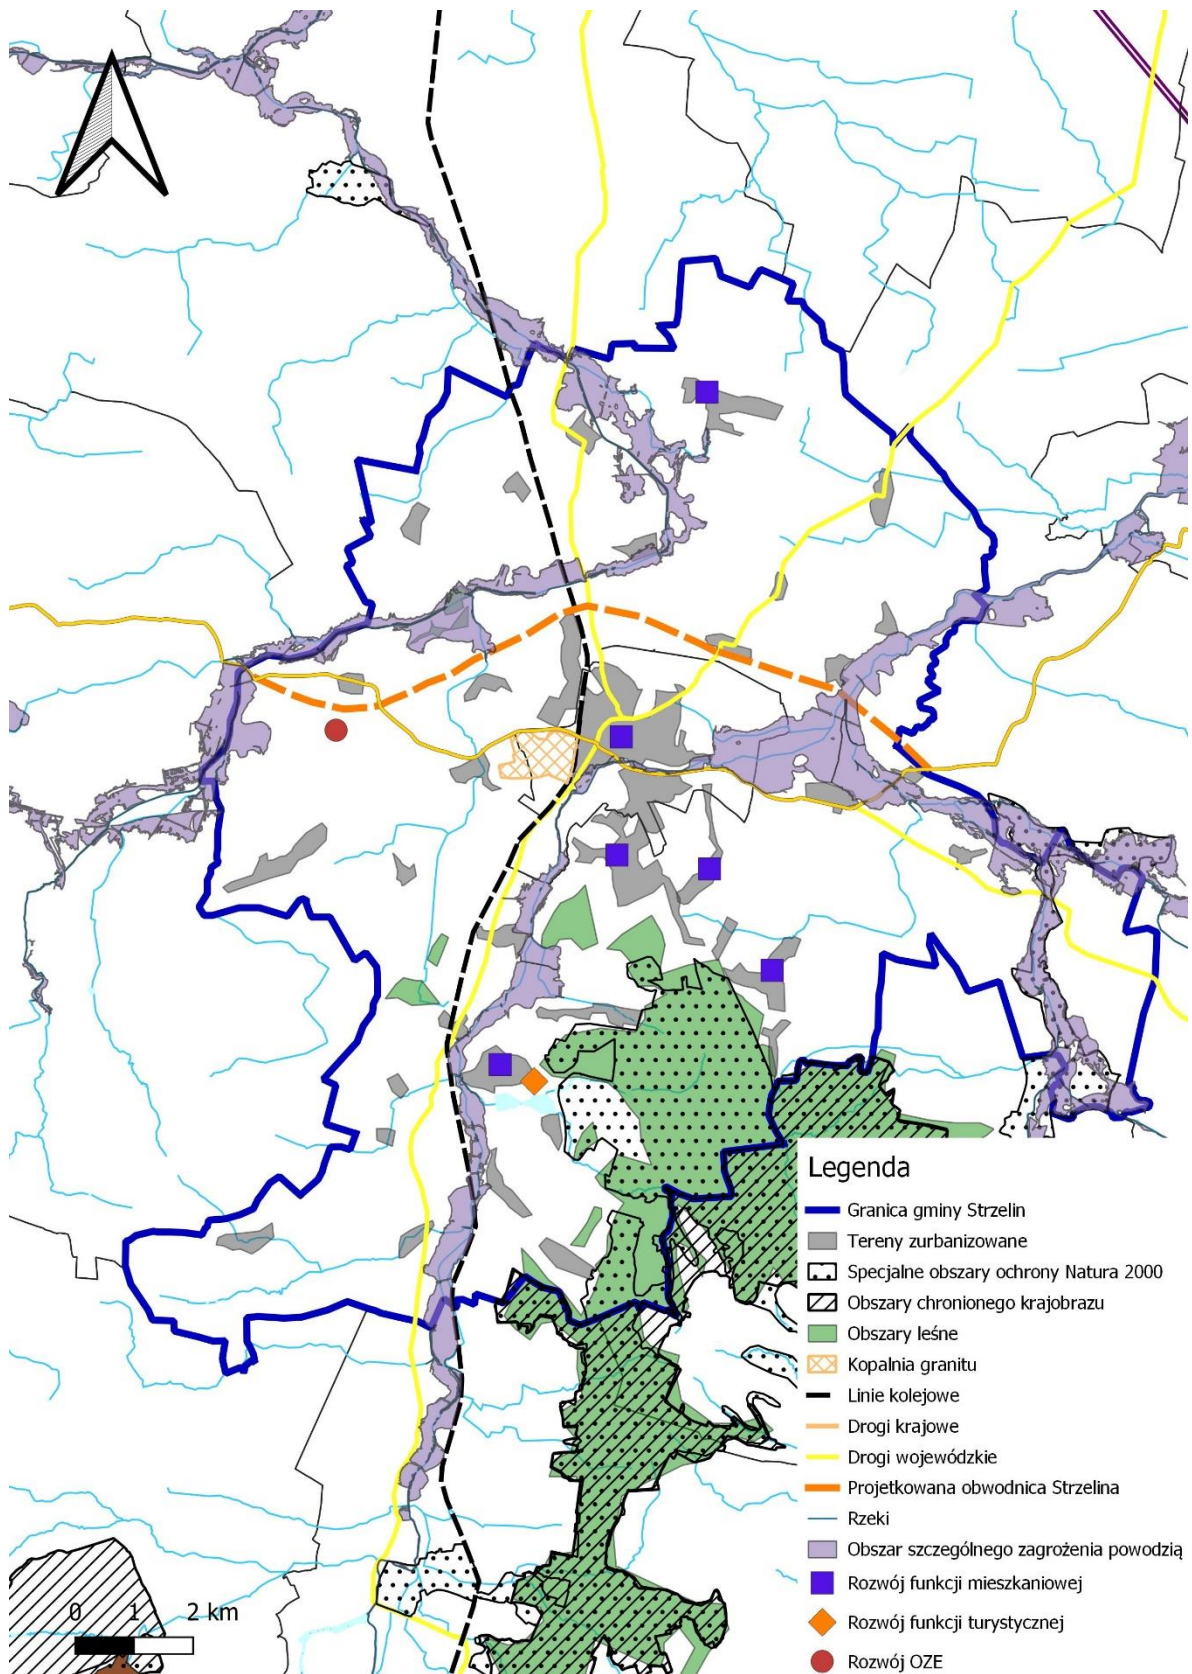 Legenda
Granica gminy Strzelin
Tereny zurbanizowane
Specjalne obszary ochrony Natura 2000
Obszary chronionego krajobrazu
Obszary leśne
Kopalnia granitu
Linie kolejowe
Drogi krajowe
Drogi wojewódzkie
Projetkowana obwodnica Strzelina
Rzeki
Obszar szczególnego zagrożenia powodzią
Rozwój funkcji mieszkaniowej
Rozwój funkcji turystycznej
Rozwój OZE
0 1 2 km